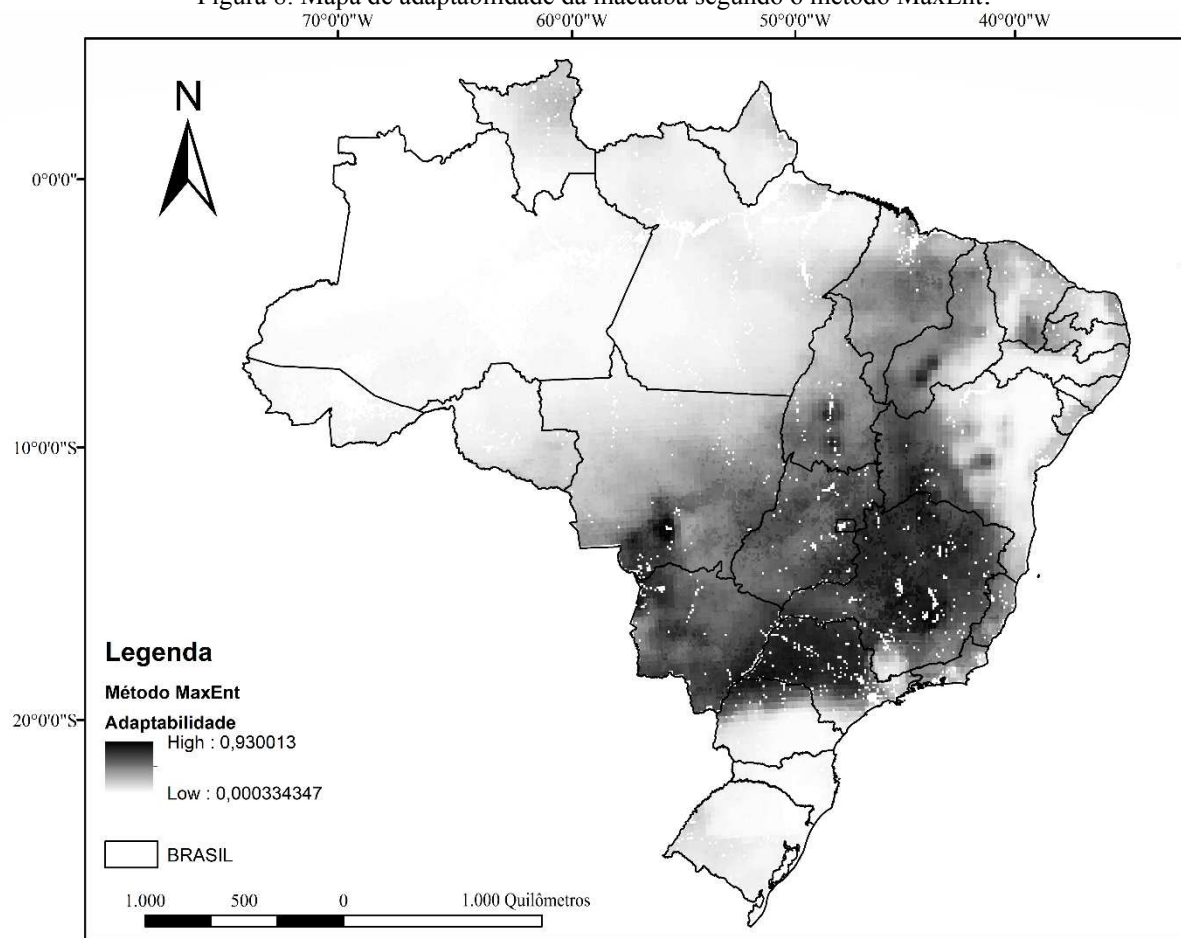 Figura 8: Mapa de adaptabilidade da macaúba segundo o método MaxEnt.
70°0'0"W 60°0'0"W 50°0'0"W 40°0'0"W
N
0°0'0"
10°0'0"S
20°0'0"S
Legenda
Método MaxEnt
Adaptabilidade
High : 0,930013
Low : 0,000334347
BRASIL
1.000 500 0 1.000 Quilômetros